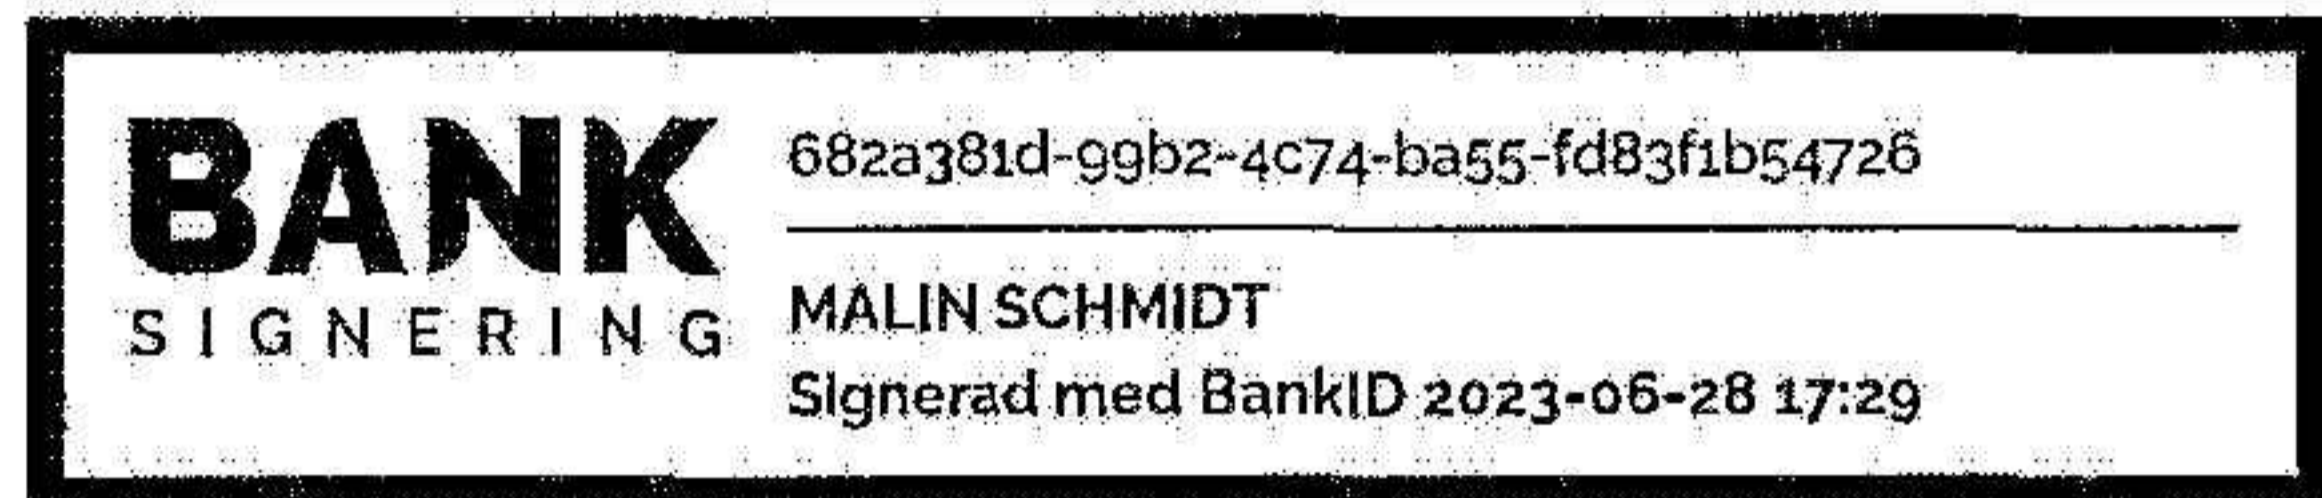 BANK
SIGNERING
682a381d-99b2-4c74-ba55-fd83f1b54726
MALIN SCHMIDT
Signerad med BankID 2023-06-28 17:29